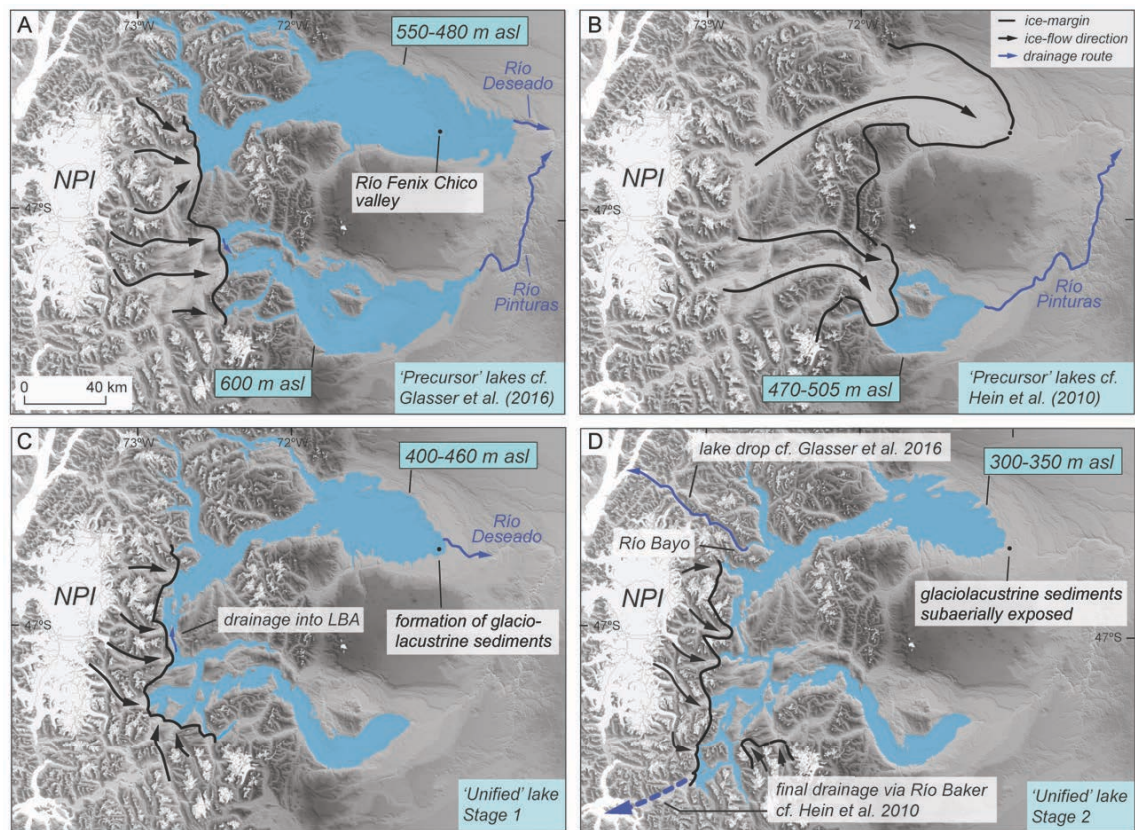 A
73°W
72°W
550-480 m asl
Río
Deseado
NPI
Río Fenix Chico
valley
47°S
Río
Pinturas
0 40 km
600 m asl
'Precursor' lakes cf.
Glasser et al. (2016)
B
73°W
72°W
ice-margin
ice-flow direction
drainage route
NPI
47°S
Río
Pinturas
470-505 m asl
'Precursor' lakes cf.
Hein et al. (2010)
C
73°W
72°W
400-460 m asl
Río
Deseado
NPI
drainage into LBA
formation of glacio-
lacustrine sediments
47°S
'Unified' lake
Stage 1
D
lake drop cf. Glasser et al. 2016
300-350 m asl
Río Bayo
NPI
glaciolacustrine sediments
subaerially exposed
47°S
47°S
final drainage via Río Baker
cf. Hein et al. 2010
'Unified' lake
Stage 2